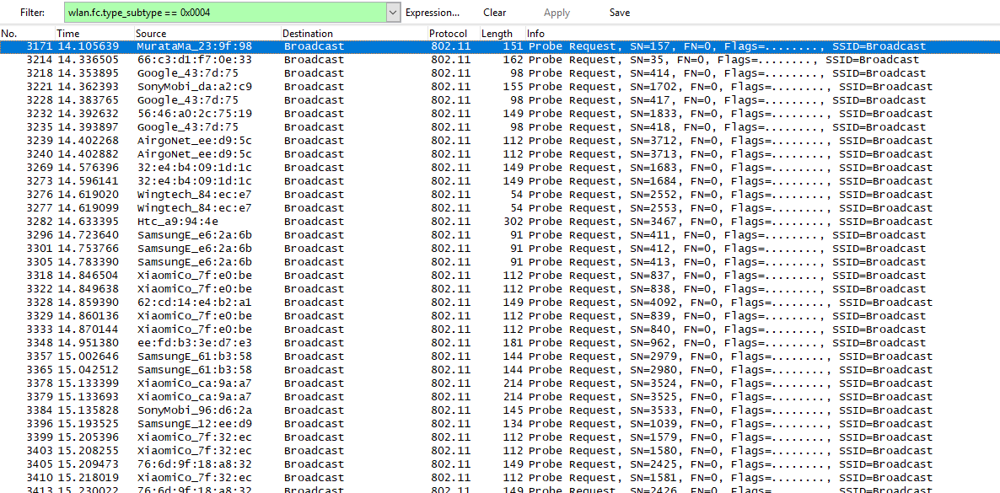 Filter: wlan.fc.type_subtype == 0x0004 Expression... Clear Apply Save
No. Time Source Destination Protocol Length Info
3171 14.105639 MurataMa_23:9f:98 Broadcast 802.11 151 Probe Request, SN=157, FN=0, Flags=........, SSID=Broadcast
3214 14.336505 66:c3:d1:f7:0e:33 Broadcast 802.11 162 Probe Request, SN=35, FN=0, Flags=........, SSID=Broadcast
3218 14.353895 Google_43:7d:75 Broadcast 802.11 98 Probe Request, SN=414, FN=0, Flags=........, SSID=Broadcast
3221 14.362393 SonyMobi_da:a2:c9 Broadcast 802.11 155 Probe Request, SN=1702, FN=0, Flags=........, SSID=Broadcast
3228 14.383765 Google_43:7d:75 Broadcast 802.11 98 Probe Request, SN=417, FN=0, Flags=........, SSID=Broadcast
3232 14.392632 56:46:a0:2c:75:19 Broadcast 802.11 149 Probe Request, SN=1833, FN=0, Flags=........, SSID=Broadcast
3235 14.393897 Google_43:7d:75 Broadcast 802.11 98 Probe Request, SN=418, FN=0, Flags=........, SSID=Broadcast
3239 14.402268 AirgoNet_ee:d9:5c Broadcast 802.11 112 Probe Request, SN=3712, FN=0, Flags=........, SSID=Broadcast
3240 14.402882 AirgoNet_ee:d9:5c Broadcast 802.11 112 Probe Request, SN=3713, FN=0, Flags=........, SSID=Broadcast
3269 14.576396 32:e4:b4:09:1d:1c Broadcast 802.11 149 Probe Request, SN=1683, FN=0, Flags=........, SSID=Broadcast
3273 14.596141 32:e4:b4:09:1d:1c Broadcast 802.11 149 Probe Request, SN=1684, FN=0, Flags=........, SSID=Broadcast
3276 14.619020 Wingtech_84:ec:e7 Broadcast 802.11 54 Probe Request, SN=2552, FN=0, Flags=........, SSID=Broadcast
3277 14.619099 Wingtech_84:ec:e7 Broadcast 802.11 54 Probe Request, SN=2553, FN=0, Flags=........, SSID=Broadcast
3282 14.633395 Htc_a9:94:4e Broadcast 802.11 302 Probe Request, SN=3467, FN=0, Flags=........, SSID=Broadcast
3296 14.723640 SamsungE_e6:2a:6b Broadcast 802.11 91 Probe Request, SN=411, FN=0, Flags=........, SSID=Broadcast
3301 14.753766 SamsungE_e6:2a:6b Broadcast 802.11 91 Probe Request, SN=412, FN=0, Flags=........, SSID=Broadcast
3305 14.783390 SamsungE_e6:2a:6b Broadcast 802.11 91 Probe Request, SN=413, FN=0, Flags=........, SSID=Broadcast
3318 14.846504 XiaomiCo_7f:e0:be Broadcast 802.11 112 Probe Request, SN=837, FN=0, Flags=........, SSID=Broadcast
3322 14.849638 XiaomiCo_7f:e0:be Broadcast 802.11 112 Probe Request, SN=838, FN=0, Flags=........, SSID=Broadcast
3328 14.859390 62:cd:14:e4:b2:a1 Broadcast 802.11 149 Probe Request, SN=4092, FN=0, Flags=........, SSID=Broadcast
3329 14.860136 XiaomiCo_7f:e0:be Broadcast 802.11 112 Probe Request, SN=839, FN=0, Flags=........, SSID=Broadcast
3333 14.870144 XiaomiCo_7f:e0:be Broadcast 802.11 112 Probe Request, SN=840, FN=0, Flags=........, SSID=Broadcast
3348 14.951380 ee:fd:b3:3e:d7:e3 Broadcast 802.11 181 Probe Request, SN=962, FN=0, Flags=........, SSID=Broadcast
3357 15.002646 SamsungE_61:b3:58 Broadcast 802.11 144 Probe Request, SN=2979, FN=0, Flags=........, SSID=Broadcast
3365 15.042512 SamsungE_61:b3:58 Broadcast 802.11 144 Probe Request, SN=2980, FN=0, Flags=........, SSID=Broadcast
3378 15.133399 XiaomiCo_ca:9a:a7 Broadcast 802.11 214 Probe Request, SN=3524, FN=0, Flags=........, SSID=Broadcast
3379 15.133693 XiaomiCo_ca:9a:a7 Broadcast 802.11 214 Probe Request, SN=3525, FN=0, Flags=........, SSID=Broadcast
3384 15.135828 SonyMobi_96:d6:2a Broadcast 802.11 145 Probe Request, SN=3533, FN=0, Flags=........, SSID=Broadcast
3396 15.193525 SamsungE_12:ee:d9 Broadcast 802.11 134 Probe Request, SN=1039, FN=0, Flags=........, SSID=Broadcast
3399 15.205396 XiaomiCo_7f:32:ec Broadcast 802.11 112 Probe Request, SN=1579, FN=0, Flags=........, SSID=Broadcast
3403 15.208255 XiaomiCo_7f:32:ec Broadcast 802.11 112 Probe Request, SN=1580, FN=0, Flags=........, SSID=Broadcast
3405 15.209473 76:6d:9f:18:a8:32 Broadcast 802.11 149 Probe Request, SN=2425, FN=0, Flags=........, SSID=Broadcast
3410 15.218019 XiaomiCo_7f:32:ec Broadcast 802.11 112 Probe Request, SN=1581, FN=0, Flags=........, SSID=Broadcast
3413 15.230022 76:6d:9f:18:a8:32 Broadcast 802.11 149 Probe Request, SN=2426, FN=0, Flags=........, SSID=Broadcast